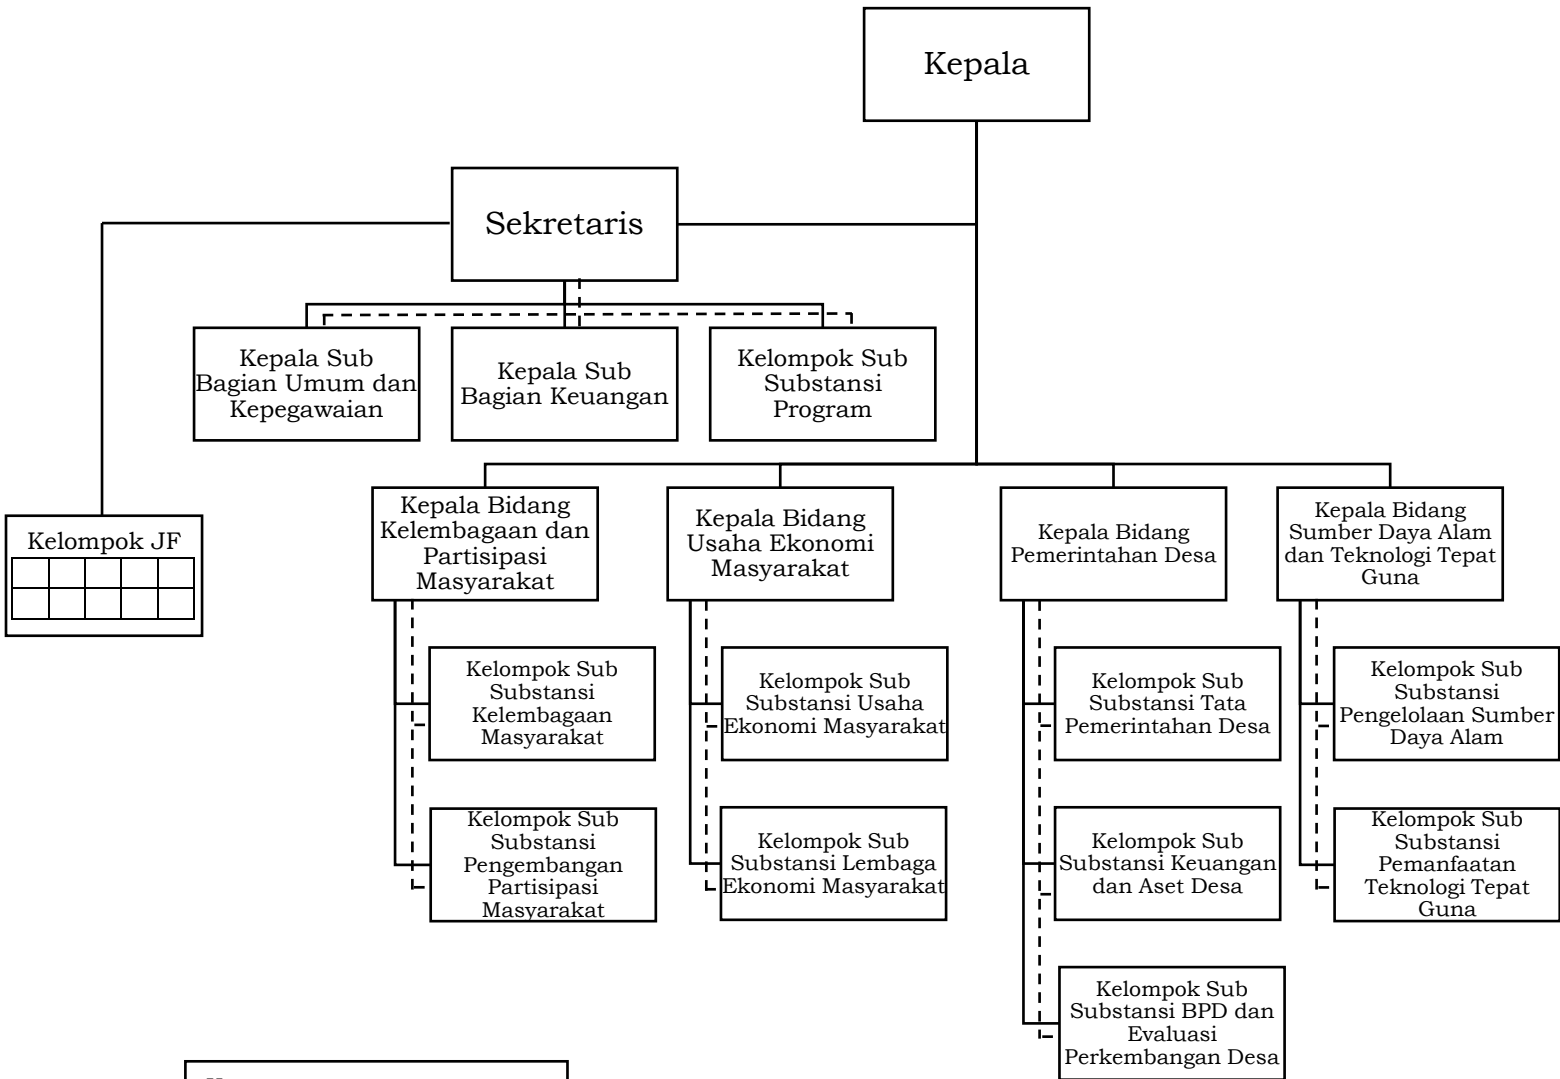 Kepala
Sekretaris
Kepala Sub
Bagian Umum dan
Kepegawaian
Kepala Sub
Bagian Keuangan
Kelompok Sub
Substansi
Program
Kelompok JF
Kepala Bidang
Kelembagaan dan
Partisipasi
Masyarakat
Kepala Bidang
Usaha Ekonomi
Masyarakat
Kepala Bidang
Pemerintahan Desa
Kepala Bidang
Sumber Daya Alam
dan Teknologi Tepat
Guna
Kelompok Sub
Substansi
Kelembagaan
Masyarakat
Kelompok Sub
Substansi Usaha
Ekonomi Masyarakat
Kelompok Sub
Substansi Tata
Pemerintahan Desa
Kelompok Sub
Substansi
Pengelolaan Sumber
Daya Alam
Kelompok Sub
Substansi
Pengembangan
Partisipasi
Masyarakat
Kelompok Sub
Substansi Lembaga
Ekonomi Masyarakat
Kelompok Sub
Substansi Keuangan
dan Aset Desa
Kelompok Sub
Substansi
Pemanfaatan
Teknologi Tepat
Guna
Kelompok Sub
Substansi BPD dan
Evaluasi
Perkembangan Desa